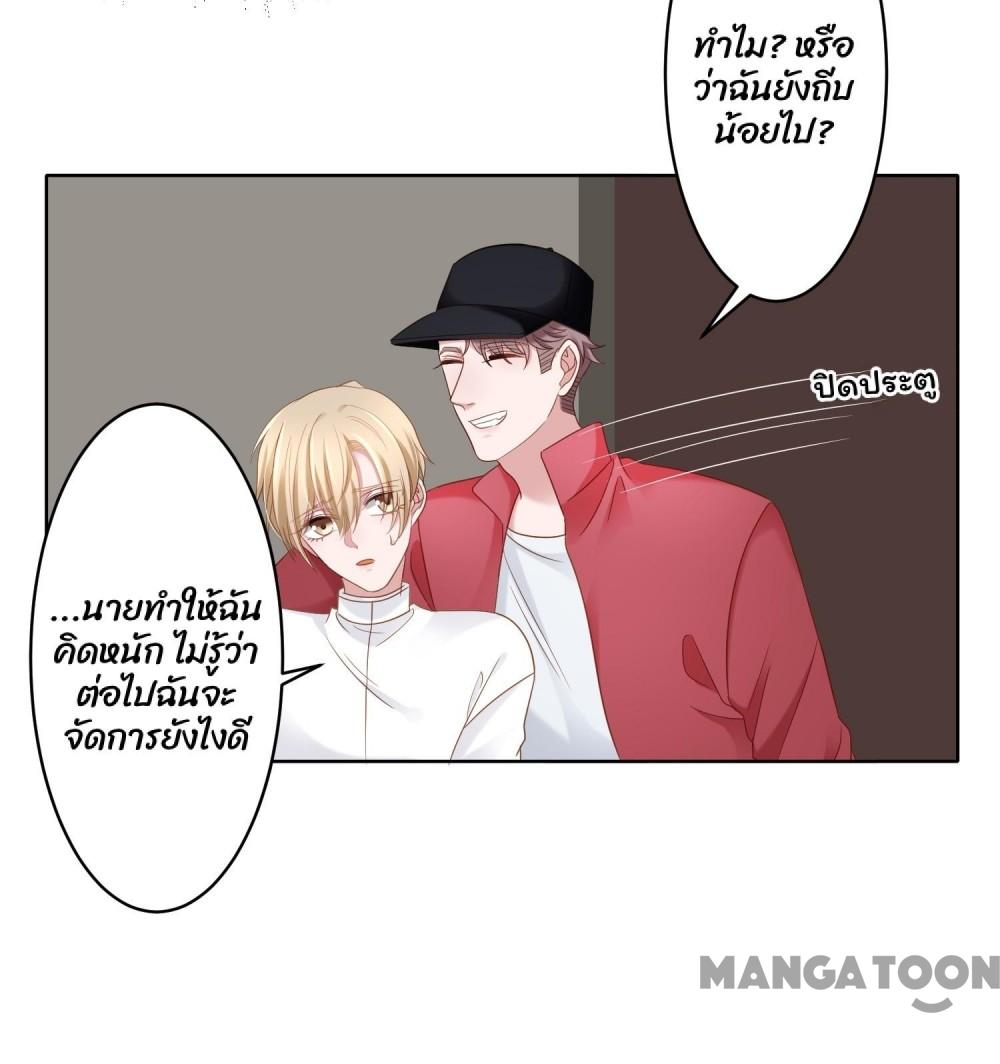 ทำไม? หรือ
ว่าฉันยังถีบ
น้อยไป?
ปิดประตู
...นายทำให้ฉัน
คิดหนัก ไม่รู้ว่า
ต่อไปฉันจะ
จัดการยังไงดี
MANGATOON